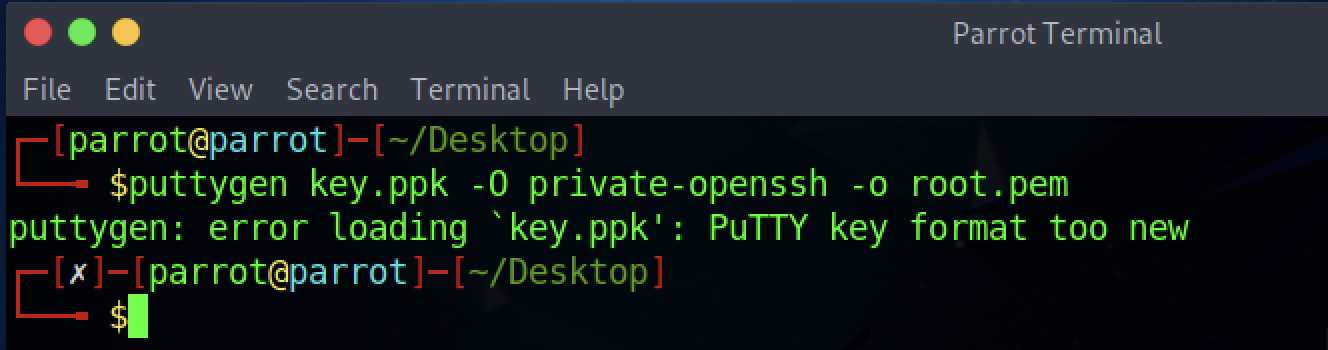 Parrot Terminal
File Edit View Search Terminal Help
┌─[parrot@parrot]─[~/Desktop]
└──╼ $puttygen key.ppk -O private-openssh -o root.pem
puttygen: error loading `key.ppk': PuTTY key format too new
┌─[✗]─[parrot@parrot]─[~/Desktop]
└──╼ $